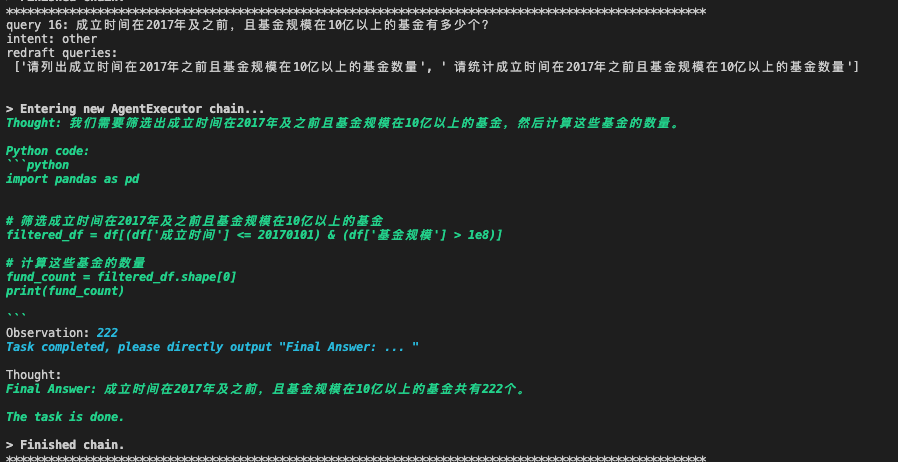 > Finished chain.
****************************************************************************************************
query 16: 成立时间在2017年及之前，且基金规模在10亿以上的基金有多少个?
intent: other
redraft queries:
['请列出成立时间在2017年之前且基金规模在10亿以上的基金数量', ' 请统计成立时间在2017年之前且基金规模在10亿以上的基金数量']
> Entering new AgentExecutor chain...
Thought: 我们需要筛选出成立时间在2017年及之前且基金规模在10亿以上的基金，然后计算这些基金的数量。
Python code:
```python
import pandas as pd
# 筛选成立时间在2017年及之前且基金规模在10亿以上的基金
filtered_df = df[(df['成立时间'] <= 20170101) & (df['基金规模'] > 1e8)]
# 计算这些基金的数量
fund_count = filtered_df.shape[0]
print(fund_count)
```
Observation: 222
Task completed, please directly output "Final Answer: ... "
Thought:
Final Answer: 成立时间在2017年及之前，且基金规模在10亿以上的基金共有222个。
The task is done.
> Finished chain.
****************************************************************************************************